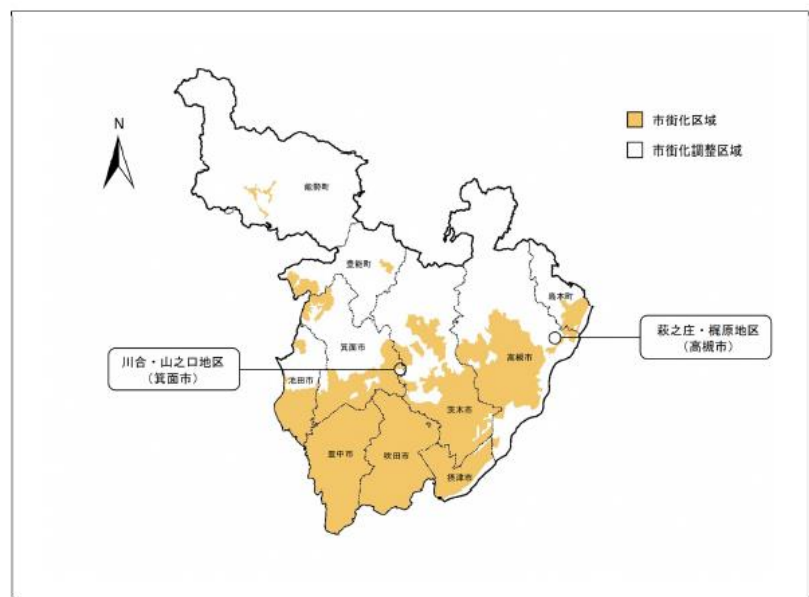 N
市街化区域
市街化調整区域
能勢町
豊能町
島本町
萩之庄・梶原地区
(高槻市)
箕面市
高槻市
川合・山之口地区
(箕面市)
池田市
茨木市
豊中市
吹田市
摂津市